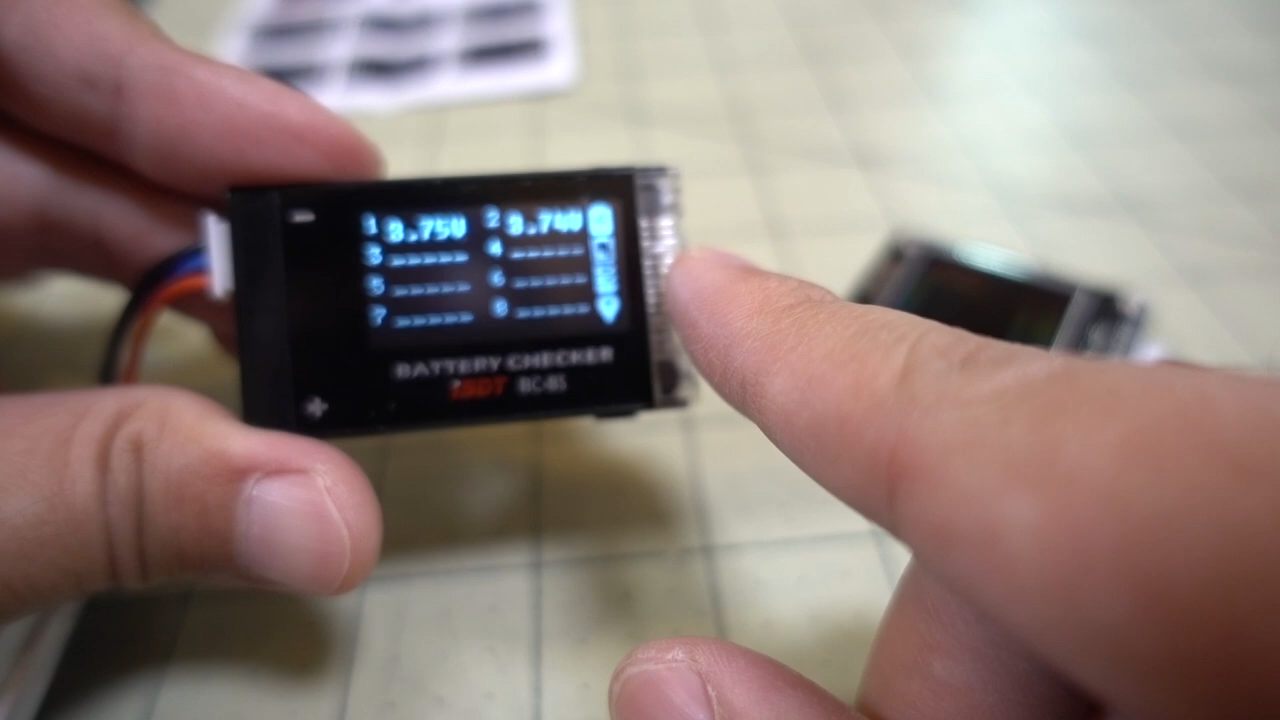 1 3.75V 2 3.74V
3 ----- 4 -----
5 ----- 6 -----
7 ----- 8 -----
BATTERY CHECKER
ISDT BC-8S